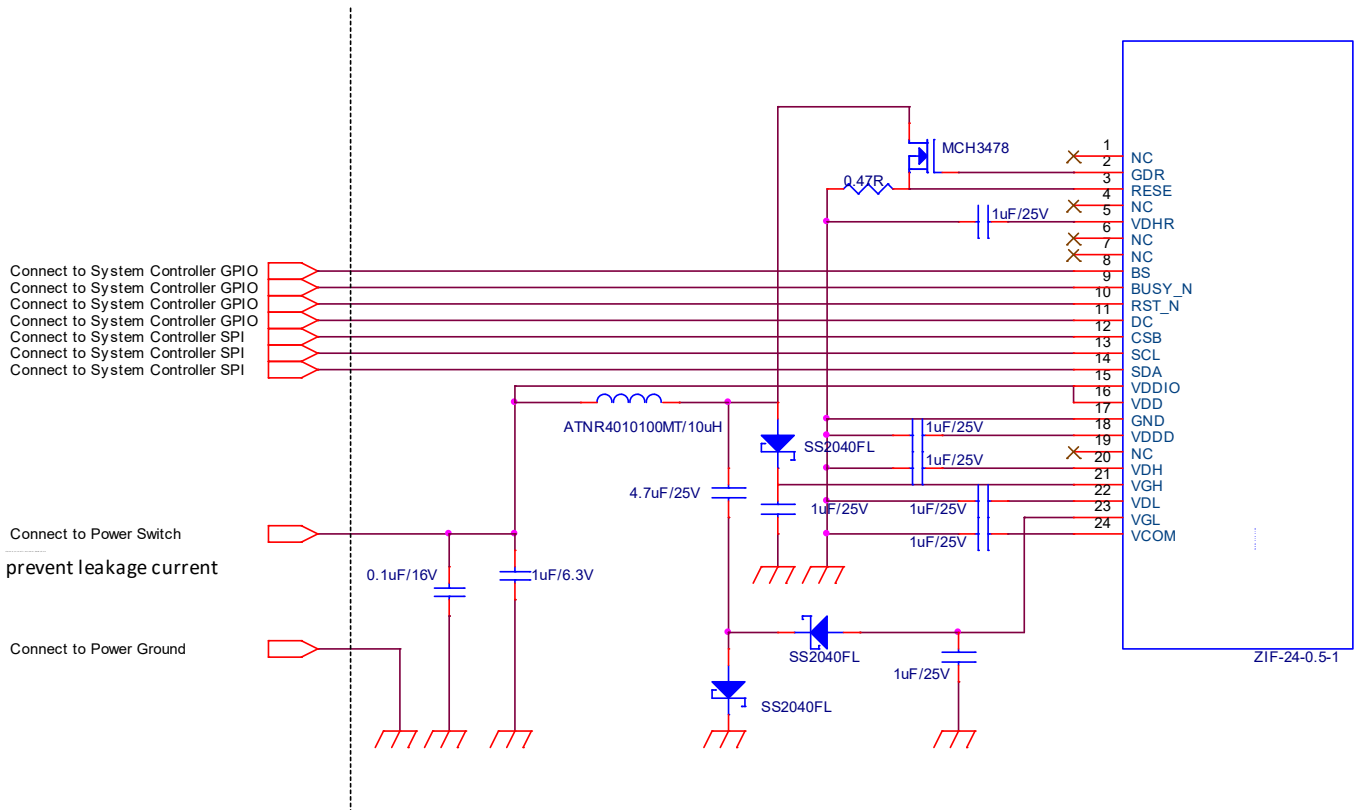 MCH3478
0.47R
1uF/25V
1 NC
2 GDR
3 RESE
4 NC
5 VDHR
6 NC
7 NC
8 BS
9 BUSY_N
10 RST_N
11 DC
12 CSB
13 SCL
14 SDA
15 VDDIO
16 VDD
17 GND
18 VDDD
19 NC
20 VDH
21 VGH
22 VDL
23 VGL
24 VCOM
Connect to System Controller GPIO
Connect to System Controller GPIO
Connect to System Controller GPIO
Connect to System Controller GPIO
Connect to System Controller SPI
Connect to System Controller SPI
Connect to System Controller SPI
ATNR4010100MT/10uH
1uF/25V
SS2040FL
1uF/25V
4.7uF/25V
1uF/25V
1uF/25V
1uF/25V
Connect to Power Switch
prevent leakage current
0.1uF/16V
1uF/6.3V
Connect to Power Ground
SS2040FL
1uF/25V
SS2040FL
ZIF-24-0.5-1